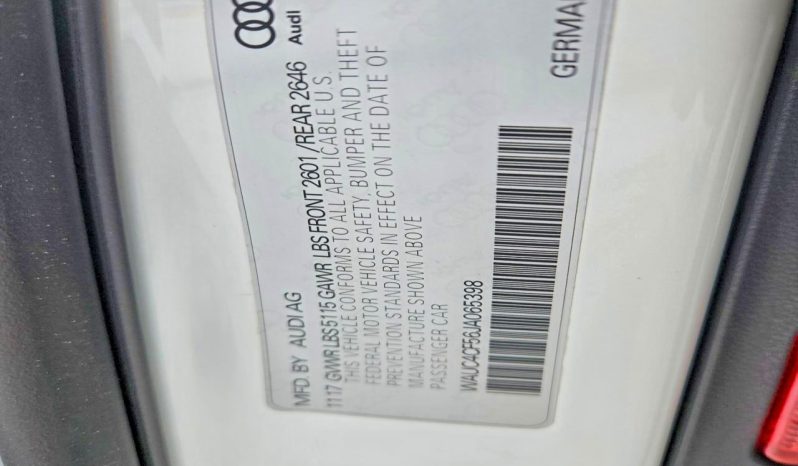 MFD. BY AUDI AG
Audi
11 17 GVWR LBS 5115 GAWR LBS FRONT 2601 / REAR 2646
THIS VEHICLE CONFORMS TO ALL APPLICABLE U.S.
FEDERAL MOTOR VEHICLE SAFETY, BUMPER AND THEFT
PREVENTION STANDARDS IN EFFECT ON THE DATE OF
MANUFACTURE SHOWN ABOVE
PASSENGER CAR
WAUC4CF56JA065398
GERMA